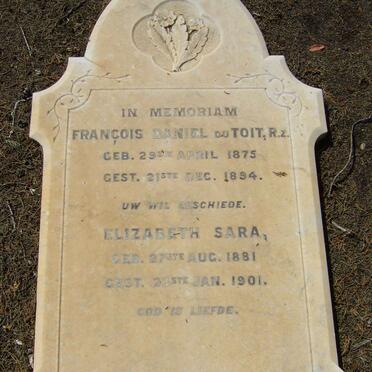 IN MEMORIAM
FRANÇOIS DANIEL DU TOIT, R.Z.
GEB. 29STE APRIL 1875
GEST. 21STE DEC. 1894.
UW WIL GESCHIEDE.
ELIZABETH SARA,
GEB. 27STE AUG. 1881
GEST. JAN. 1901.
GOD IS LIEFDE.